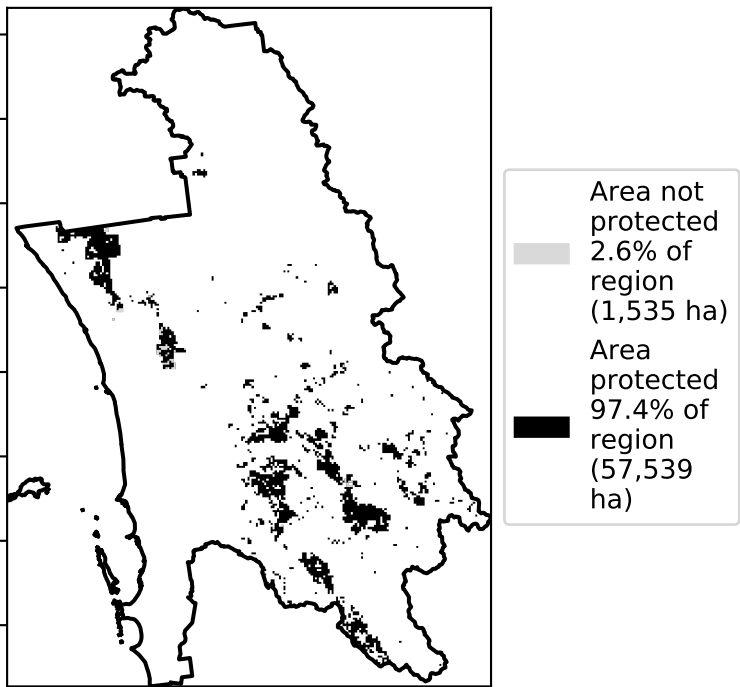 Area not
protected
2.6% of
region
(1,535 ha)
Area
protected
97.4% of
region
(57,539
ha)